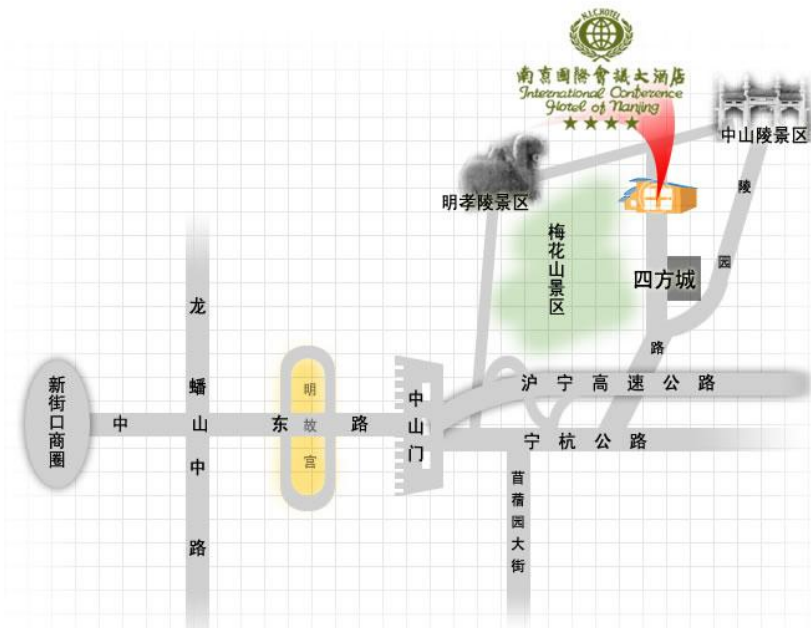 N.I.C.HOTEL
南京国際會議大酒店
International Conference
Hotel of Nanjing
中山陵景区
明孝陵景区
梅花山景区
陵园路
四方城
龙蟠中路
新街口商圈
中山东路
明故宫
中山门
沪宁高速公路
宁杭公路
苜蓿园大街